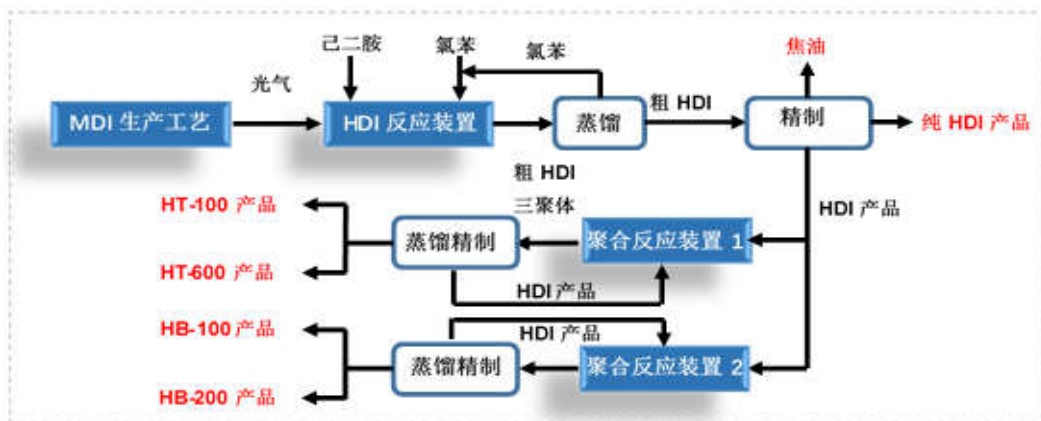 己二胺
氯苯
氯苯
焦油
光气
MDI 生产工艺
HDI 反应装置
蒸馏
粗 HDI
精制
纯 HDI 产品
粗 HDI
三聚体
HDI 产品
HT-100 产品
蒸馏精制
聚合反应装置 1
HT-600 产品
HDI 产品
HB-100 产品
HDI 产品
蒸馏精制
聚合反应装置 2
HB-200 产品